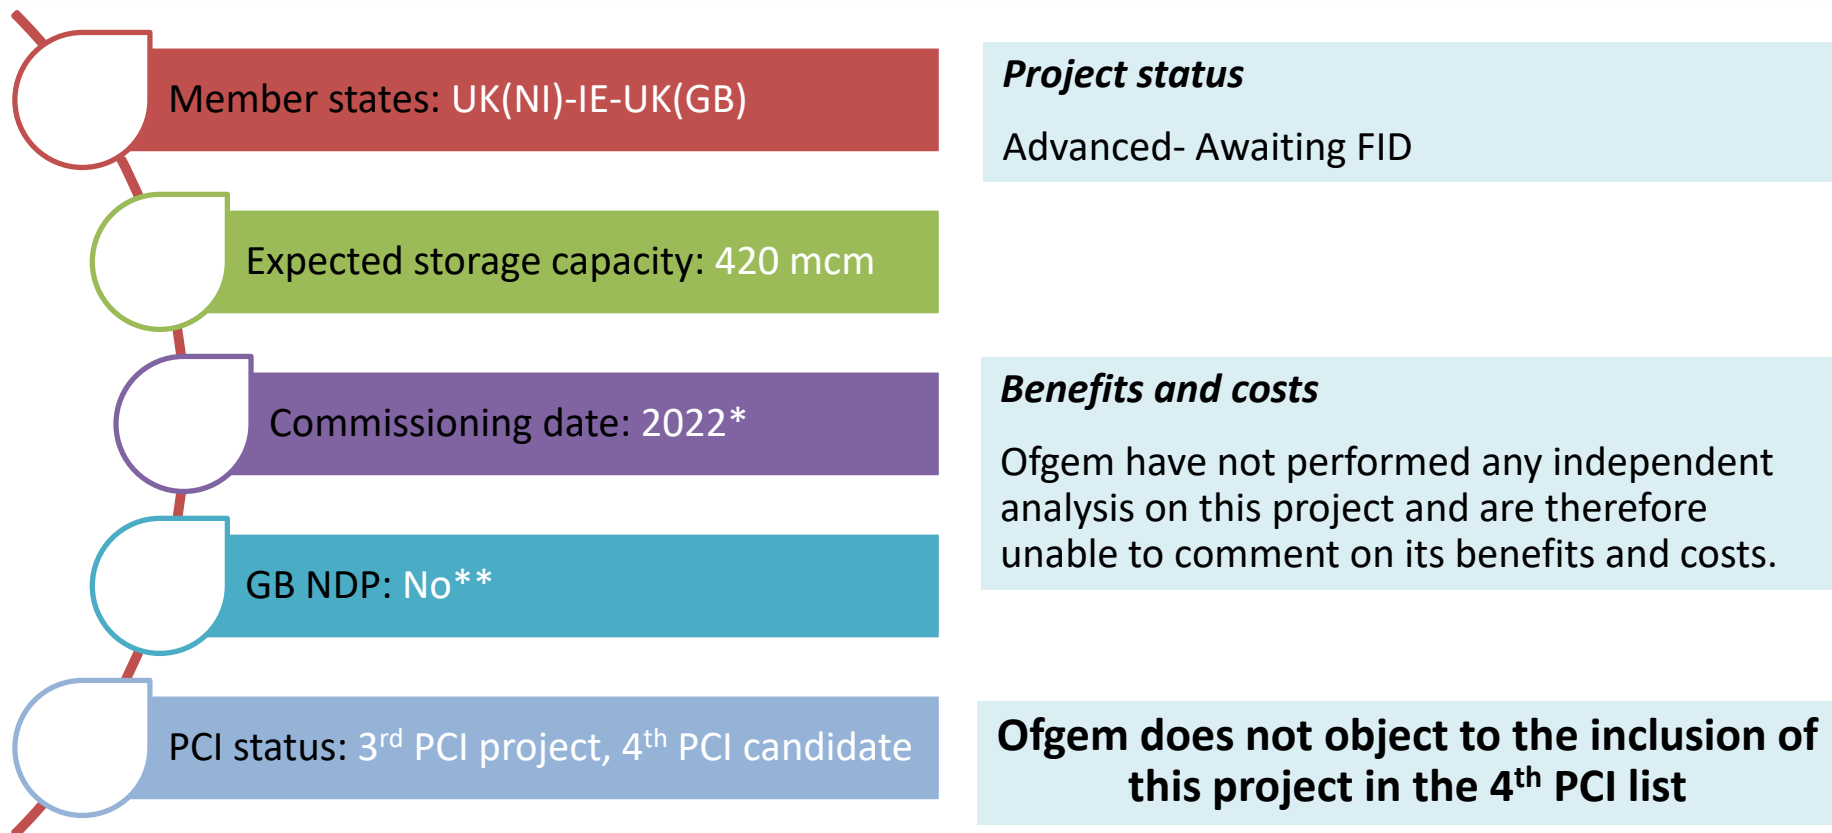 Member states: UK(NI)-IE-UK(GB)
Expected storage capacity: 420 mcm
Commissioning date: 2022*
GB NDP: No**
PCI status: 3rd PCI project, 4th PCI candidate
Project status
Advanced- Awaiting FID
Benefits and costs
Ofgem have not performed any independent
analysis on this project and are therefore
unable to comment on its benefits and costs.
Ofgem does not object to the inclusion of
this project in the 4th PCI list